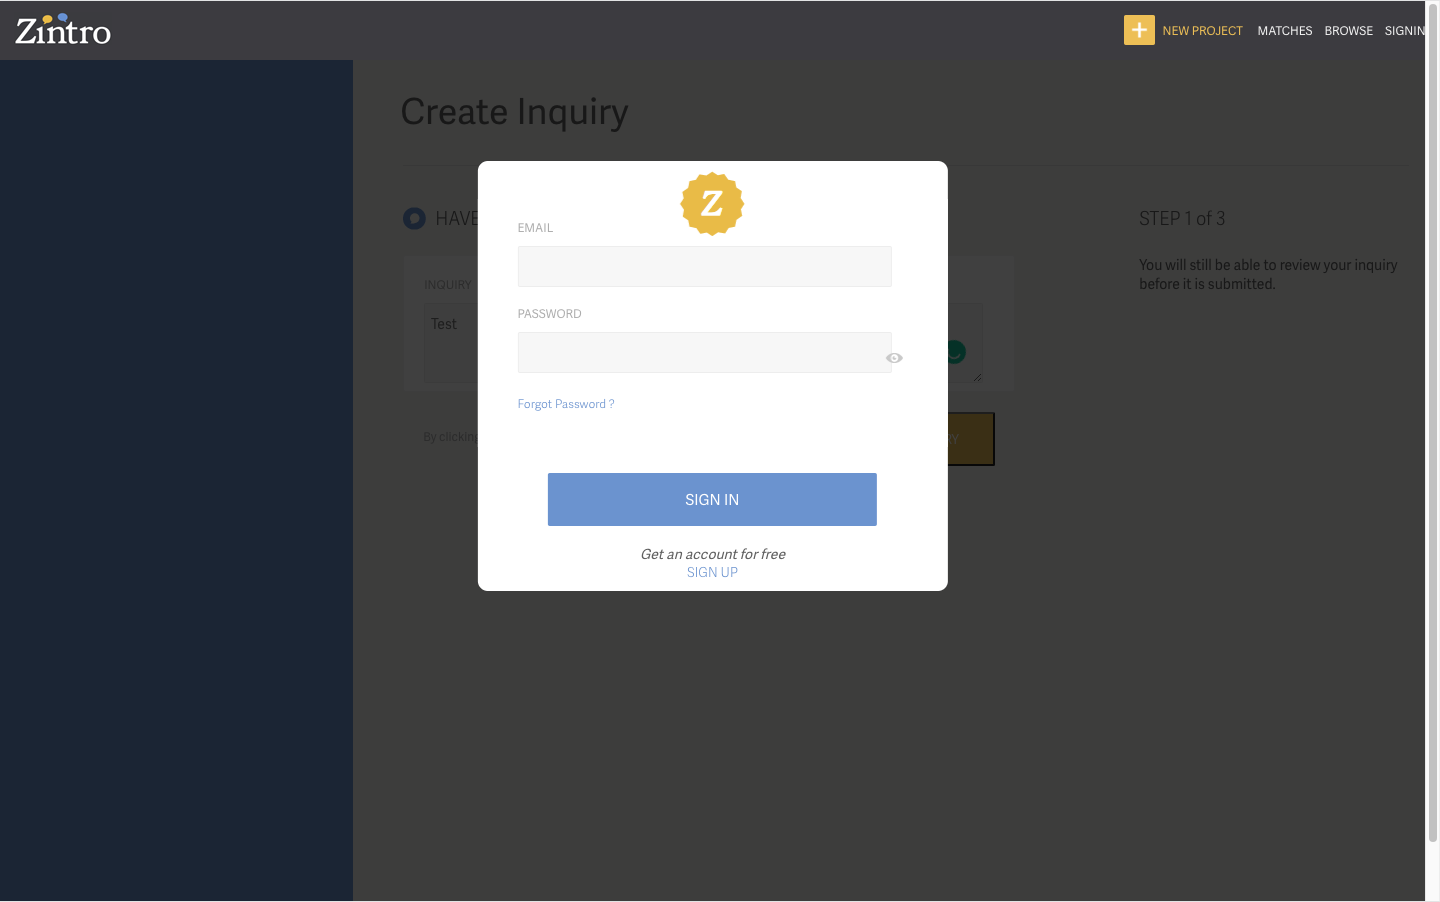 Zintro
NEW PROJECT MATCHES BROWSE SIGNIN
Create Inquiry
HAVE
STEP 1 of 3
You will still be able to review your inquiry
before it is submitted.
INQUIRY
Test
By clicking
Z
EMAIL
PASSWORD
Forgot Password ?
SIGN IN
Get an account for free
SIGN UP